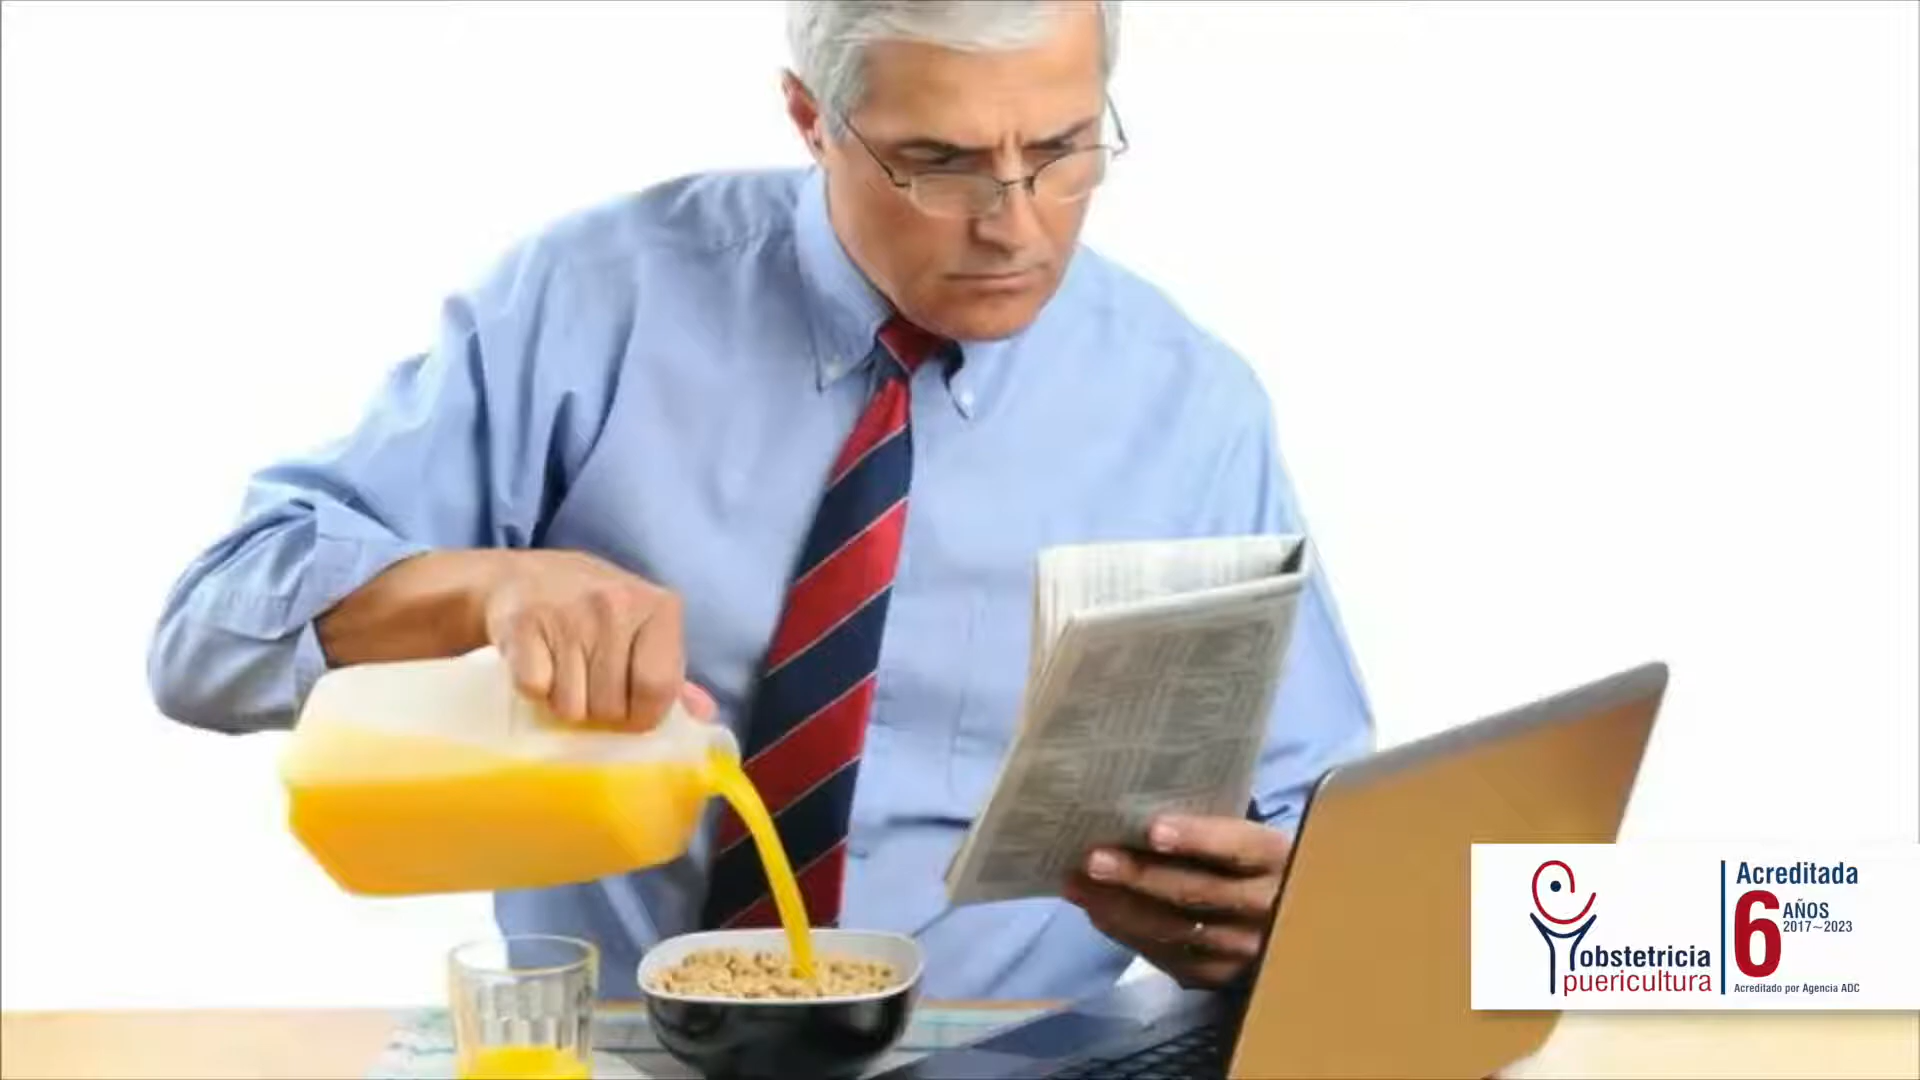 obstetricia
puericultura
Acreditada
6 AÑOS
2017~2023
Acreditado por Agencia ADC